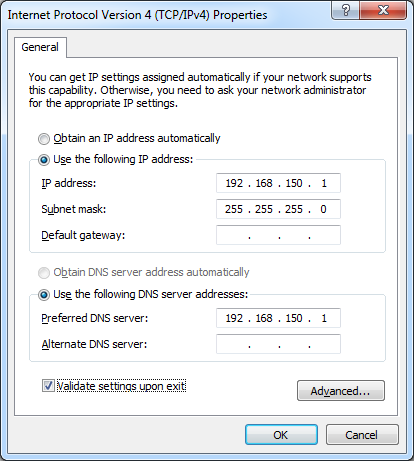 Internet Protocol Version 4 (TCP/IPv4) Properties
General
You can get IP settings assigned automatically if your network supports
this capability. Otherwise, you need to ask your network administrator
for the appropriate IP settings.
Obtain an IP address automatically
Use the following IP address:
IP address: 192 . 168 . 150 . 1
Subnet mask: 255 . 255 . 255 . 0
Default gateway: . . .
Obtain DNS server address automatically
Use the following DNS server addresses:
Preferred DNS server: 192 . 168 . 150 . 1
Alternate DNS server: . . .
Validate settings upon exit
Advanced...
OK Cancel